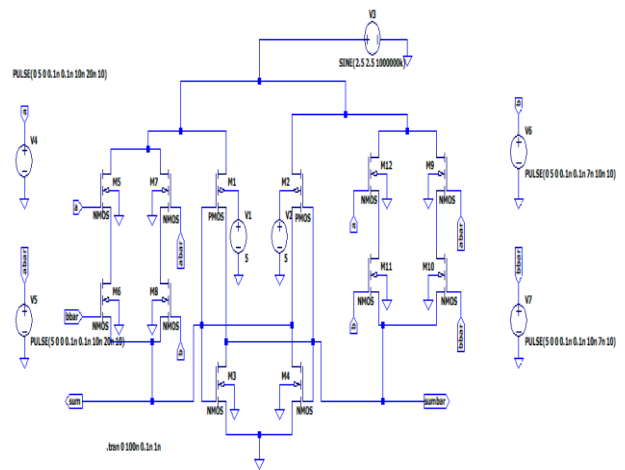 V3
SINE(2.5 2.5 1000000k)
PULSE(0 5 0 0.1n 0.1n 10n 20n 10)
a
V4
b
V6
PULSE(0 5 0 0.1n 0.1n 7n 10n 10)
M5
NMOS
a
M7
NMOS
abar
M1
PMOS
V1
5
M2
PMOS
V2
5
M12
NMOS
a
M9
NMOS
abar
abar
V5
PULSE(5 0 0 0.1n 0.1n 10n 20n 10)
M6
NMOS
bbar
M8
NMOS
b
M11
NMOS
b
M10
NMOS
bbar
bbar
V7
PULSE(5 0 0 0.1n 0.1n 10n 7n 10)
M3
NMOS
M4
NMOS
sum
sumbar
.tran 0 100n 0.1n 1n